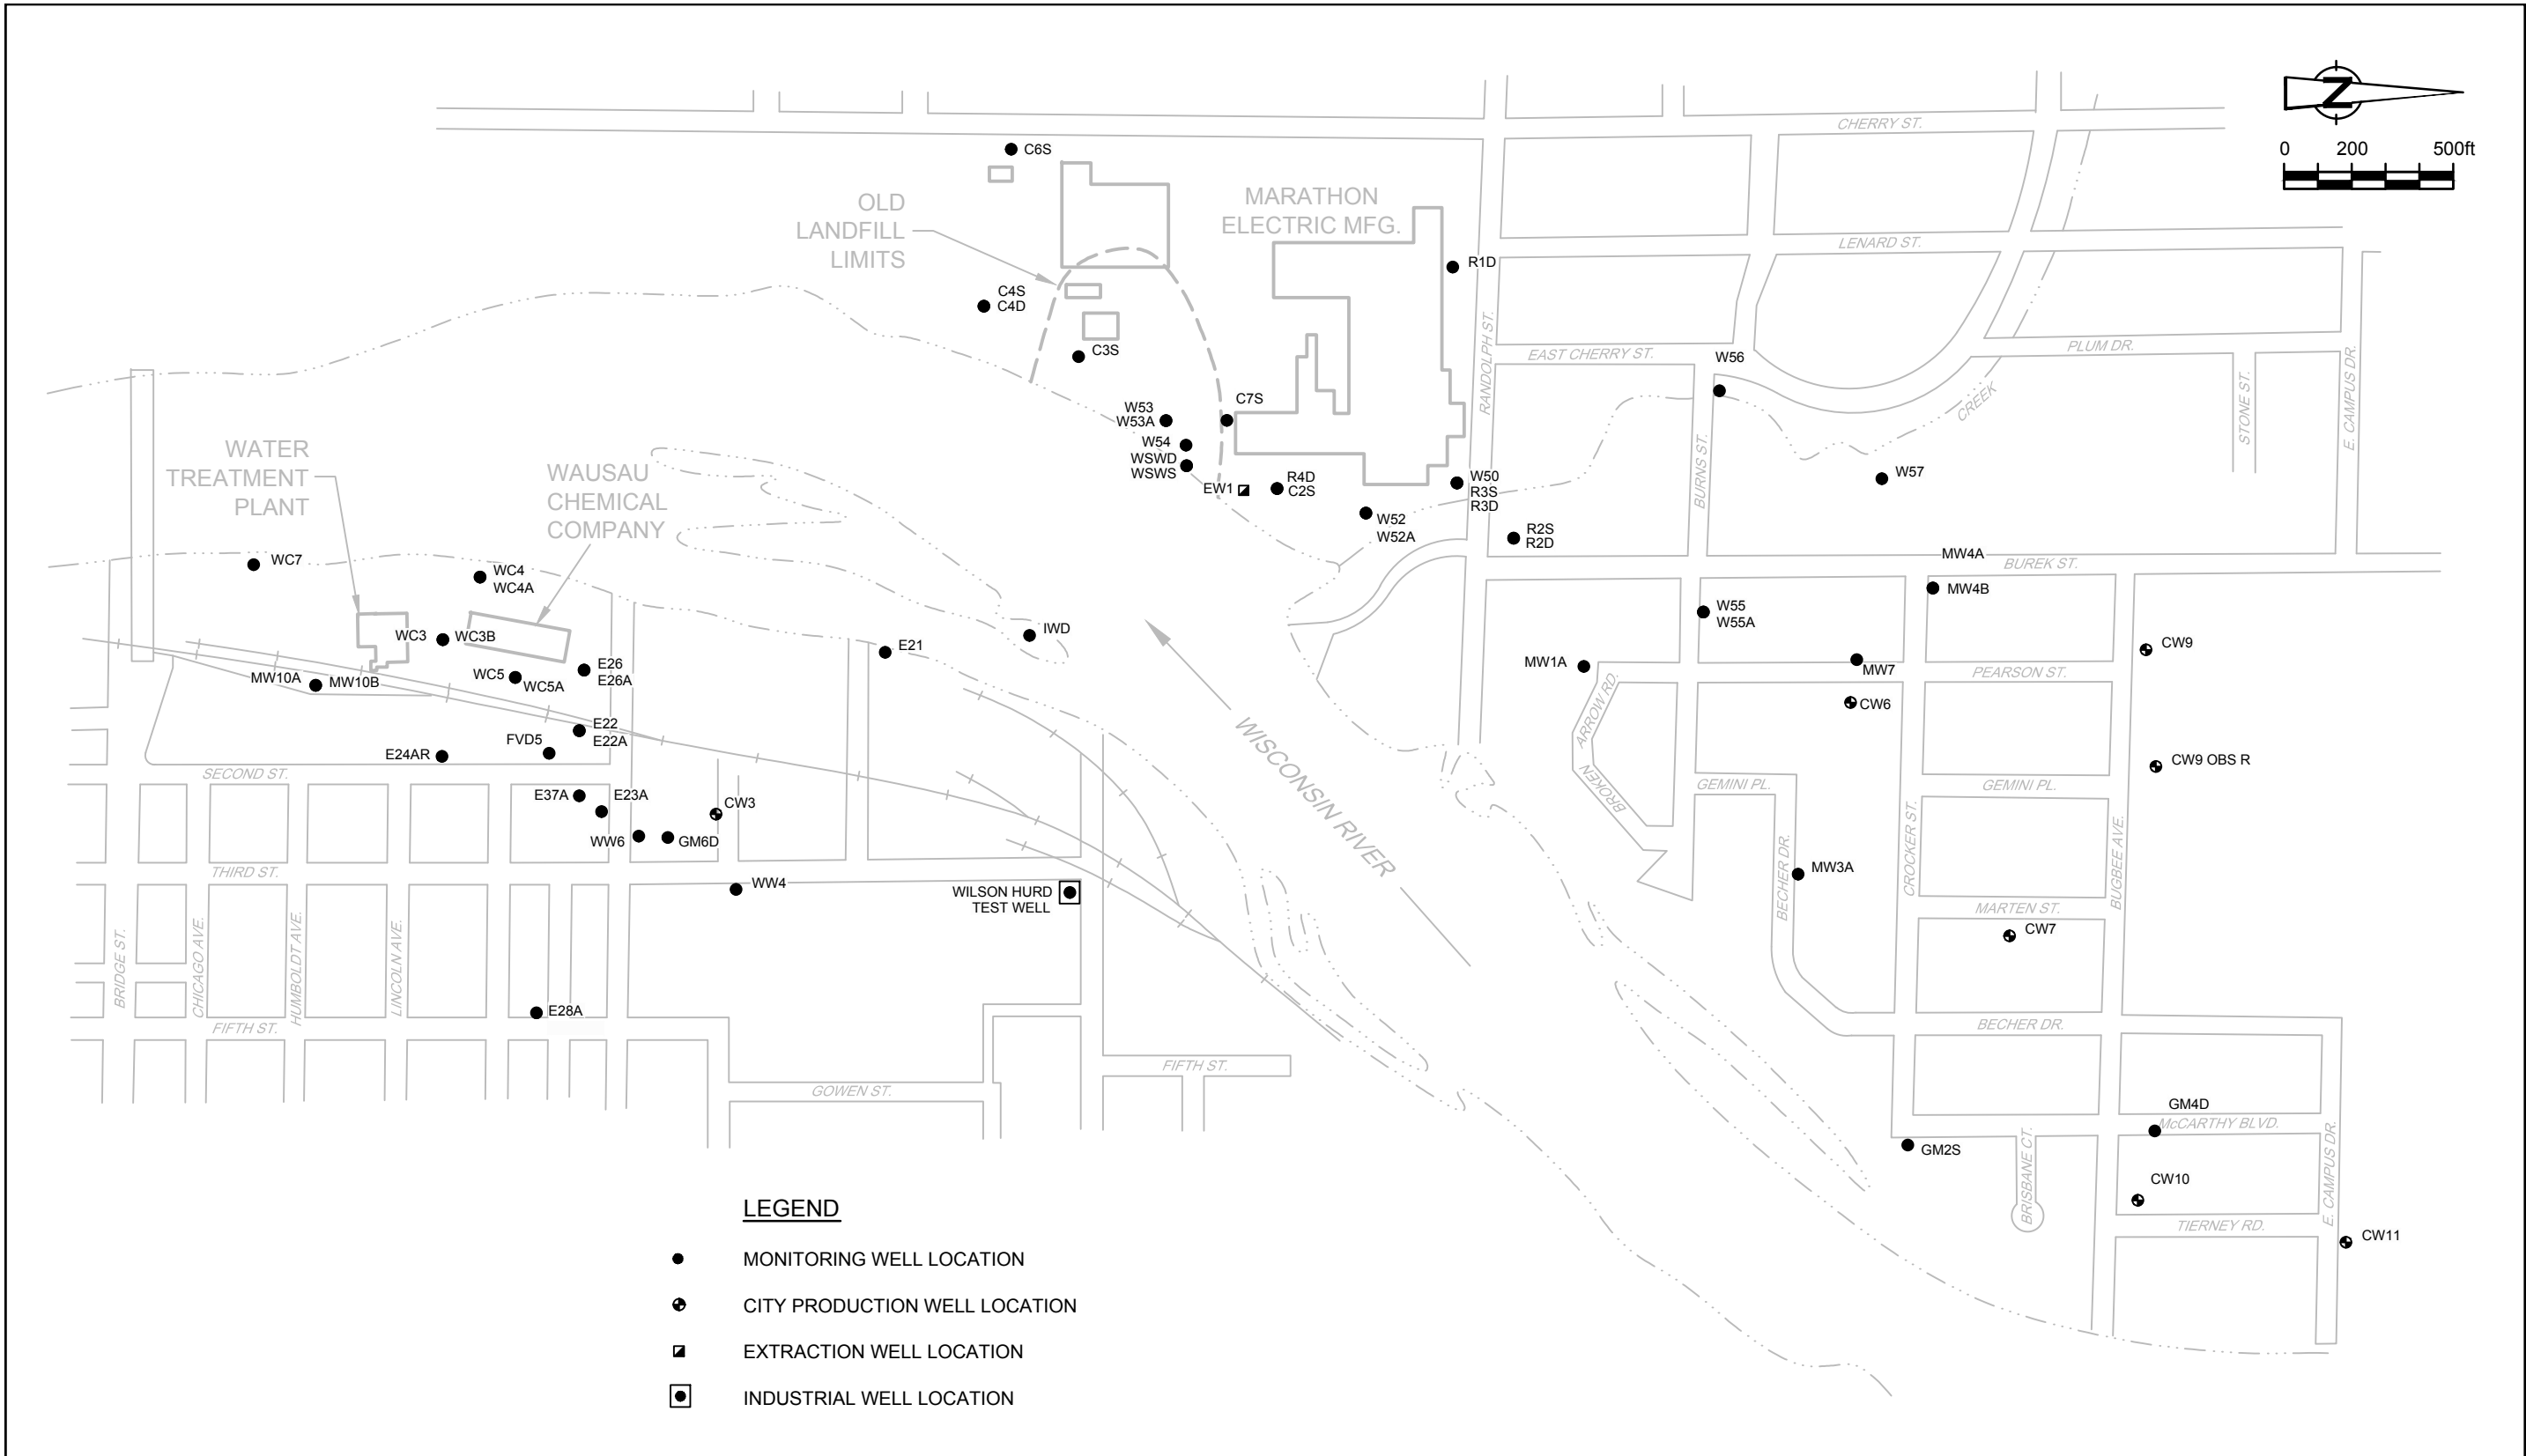 CHERRY ST.
N
0 200 500ft
C6S
OLD
LANDFILL
LIMITS
MARATHON
ELECTRIC MFG.
LENARD ST.
R1D
C4S
C4D
C3S
RANDOLPH ST.
EAST CHERRY ST.
W56
PLUM DR.
CREEK
STONE ST.
E. CAMPUS DR.
W53
W53A
C7S
W54
WSWD
WSWS
EW1
R4D
C2S
W50
R3S
R3D
W52
W52A
R2S
R2D
BURNS ST.
W57
WATER
TREATMENT
PLANT
WAUSAU
CHEMICAL
COMPANY
WC7
WC4
WC4A
WC3
WC3B
MW10A
MW10B
WC5
WC5A
E26
E26A
E21
IWD
E22
E22A
FVD5
E24AR
SECOND ST.
E37A
E23A
CW3
WW6
GM6D
THIRD ST.
WW4
WILSON HURD
TEST WELL
WISCONSIN RIVER
MW4A
BUREK ST.
MW4B
W55
W55A
MW1A
MW7
PEARSON ST.
CW9
CW6
BROKEN
ARROW RD.
CW9 OBS R
GEMINI PL.
GEMINI PL.
BECHER DR.
MW3A
CROCKER ST.
BUGBEE AVE.
MARTEN ST.
CW7
BECHER DR.
BRIDGE ST.
CHICAGO AVE.
HUMBOLDT AVE.
LINCOLN AVE.
E28A
FIFTH ST.
FIFTH ST.
GOWEN ST.
GM4D
McCARTHY BLVD.
GM2S
BRISBANE CT.
E. CAMPUS DR.
CW10
TIERNEY RD.
CW11
LEGEND
MONITORING WELL LOCATION
CITY PRODUCTION WELL LOCATION
EXTRACTION WELL LOCATION
INDUSTRIAL WELL LOCATION